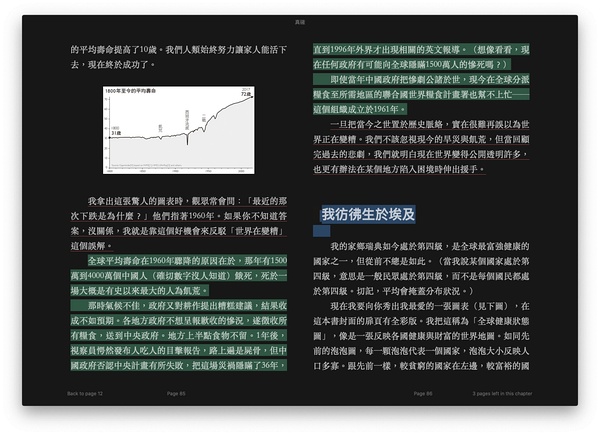 真確
的平均壽命提高了10歲。我們人類始終努力讓家人能活下
去，現在終於成功了。
1800年至今的平均壽命
2017
72歲
1800
31歲
我拿出這張驚人的圖表時，觀眾常會問：「最近的那
次下跌是為什麼？」他們指著1960年。如果你不知道答
案，沒關係，我就是靠這個好機會來反駁「世界在變糟」
這個誤解。
全球平均壽命在1960年驟降的原因在於，那年有1500
萬到4000萬個中國人（確切數字沒人知道）餓死，死於一
場大概是有史以來最大的人為飢荒。
那時氣候不佳，政府又對耕作提出糟糕建議，結果收
成不如預期。各地方政府不想呈報歉收的慘況，遂徵收所
有糧食，送到中央政府。地方上半點食物不留。1年後，
視察員愕然發布人吃人的目擊報告，路上遍是屍骨，但中
國政府否認中央計畫有所失敗，把這場災禍隱瞞了36年，
Back to page 12
Page 85
直到1996年外界才出現相關的英文報導。（想像看看，現
在任何政府有可能向全球隱瞞1500萬人的慘死嗎？）
即使當年中國政府把慘劇公諸於世，現今在全球分派
糧食至所需地區的聯合國世界糧食計畫署也幫不上忙──
這個組織成立於1961年。
一旦把當今之世置於歷史脈絡，實在很難再誤以為世
界正在變糟。我們不該忽視現今的旱災與飢荒，但當回顧
完過去的悲劇，我們就明白現在世界變得公開透明許多，
也更有辦法在某個地方陷入困境時伸出援手。
我彷彿生於埃及
我的家鄉瑞典如今處於第四級，是全球最富強健康的
國家之一，但從前不總是如此。（當我說某個國家處於第
四級，意思是一般民眾處於第四級，而不是每個國民都處
於第四級。切記，平均會掩蓋分布狀況。）
現在我要向你秀出我最愛的一張圖表（見下圖），在
這本書封面的扉頁有全彩版。我把這稱為「全球健康狀態
圖」，像是一張反映各國健康與財富的世界地圖。如同先
前的泡泡圖，每一顆泡泡代表一個國家，泡泡大小反映人
口多寡。跟先前一樣，較貧窮的國家在左邊，較富裕的國
Page 86
3 pages left in this chapter